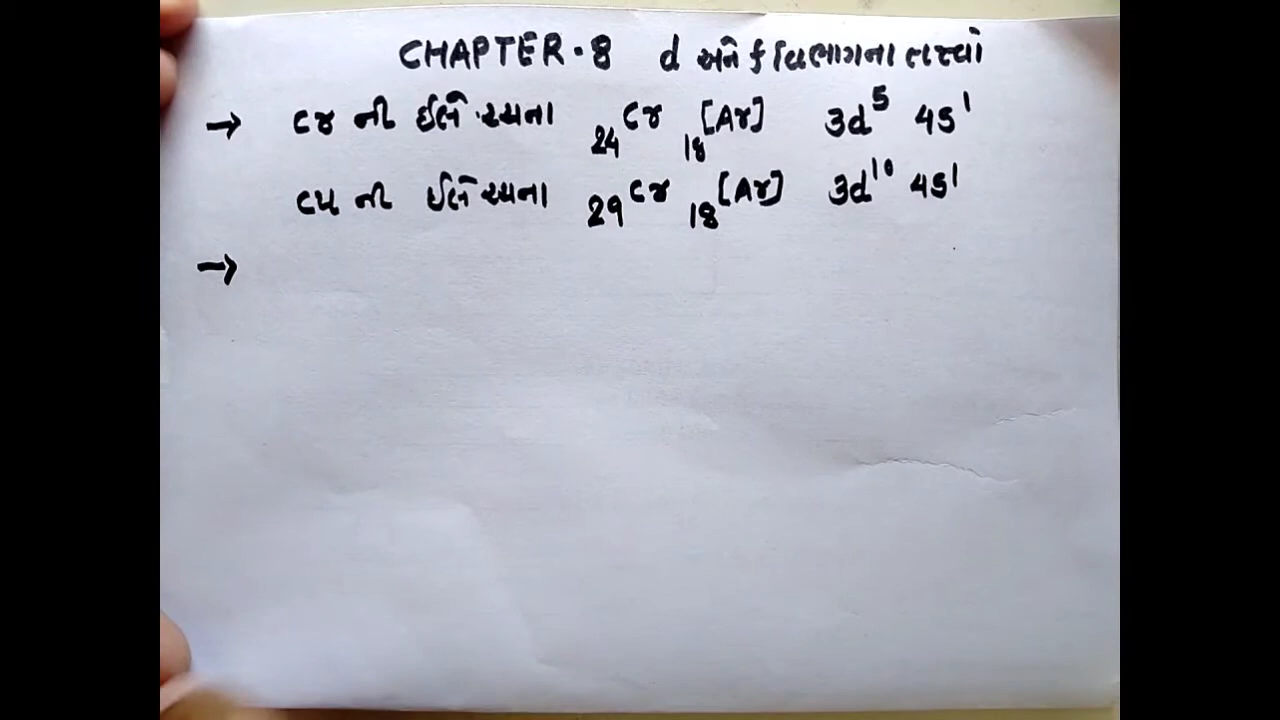 CHAPTER-8 d અને f વિભાગના તત્વો
→ Cr ની ઈલે. રચના 24Cr 18[Ar] 3d⁵ 4s¹
Cu ની ઈલે રચના 29Cr 18[Ar] 3d¹⁰ 4s¹
→